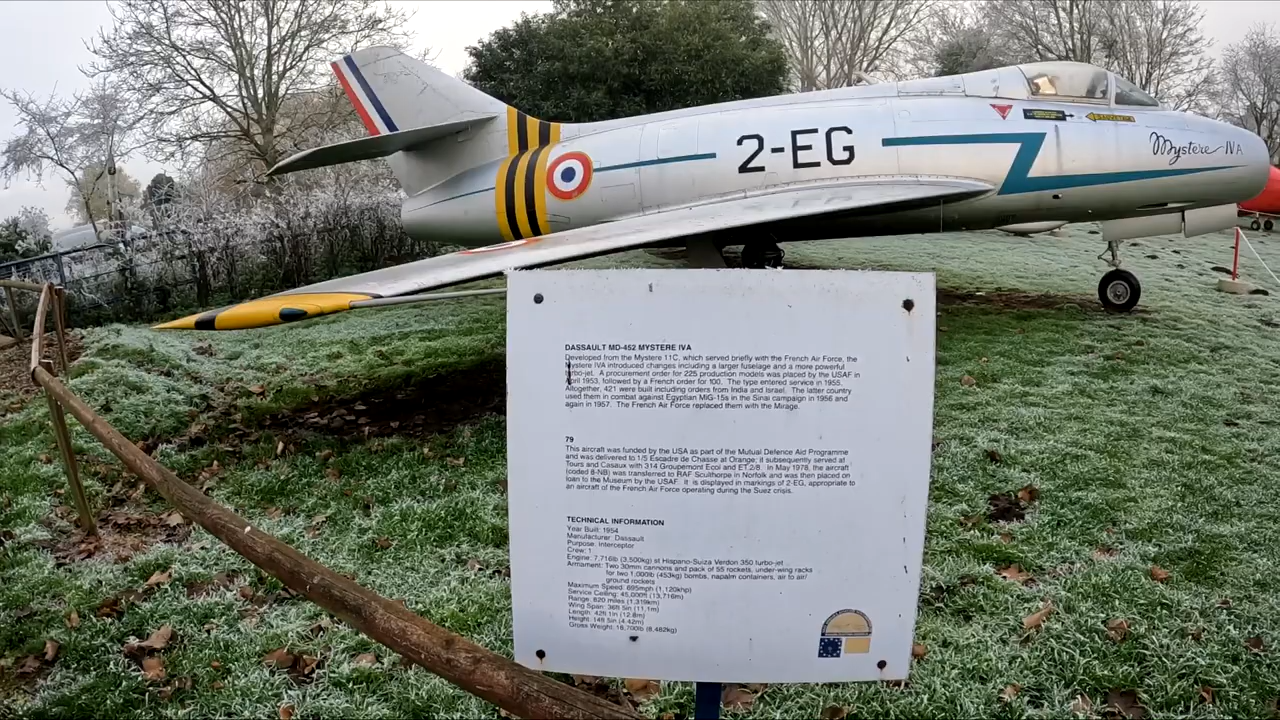 2-EG
Mystere IVA
DASSAULT MD-452 MYSTERE IVA
Developed from the Mystere 11C, which served briefly with the French Air Force, the
Mystere IVA introduced changes including a larger fuselage and a more powerful
turbo-jet. A procurement order for 225 production models was placed by the USAF in
April 1953, followed by a French order for 100. The type entered service in 1955.
Altogether, 421 were built including orders from India and Israel. The latter country
used them in combat against Egyptian MiG-15s in the Sinai campaign in 1956 and
again in 1957. The French Air Force replaced them with the Mirage.
79
This aircraft was funded by the USA as part of the Mutual Defence Aid Programme
and was delivered to 1/5 Escadre de Chasse at Orange; it subsequently served at
Tours and Casaux with 314 Groupement Ecol and ET.2/8. In May 1978, the aircraft
(coded 8-NB) was transferred to RAF Sculthorpe in Norfolk and was then placed on
loan to the Museum by the USAF. It is displayed in markings of 2-EG, appropriate to
an aircraft of the French Air Force operating during the Suez crisis.
TECHNICAL INFORMATION
Year Built: 1954
Manufacturer: Dassault
Purpose: Interceptor
Crew: 1
Engine: 7,716lb (3,500kg) st Hispano-Suiza Verdon 350 turbo-jet
Armament: Two 30mm cannons and pack of 55 rockets, under-wing racks
for two 1,000lb (453kg) bombs, napalm containers, air to air/
ground rockets
Maximum Speed: 695mph (1,120khp)
Service Ceiling: 45,000ft (13,716m)
Range: 820 miles (1,319km)
Wing Span: 36ft 5in (11.1m)
Length: 42ft 1in (12.8m)
Height: 14ft 5in (4.42m)
Gross Weight: 18,700lb (8,482kg)